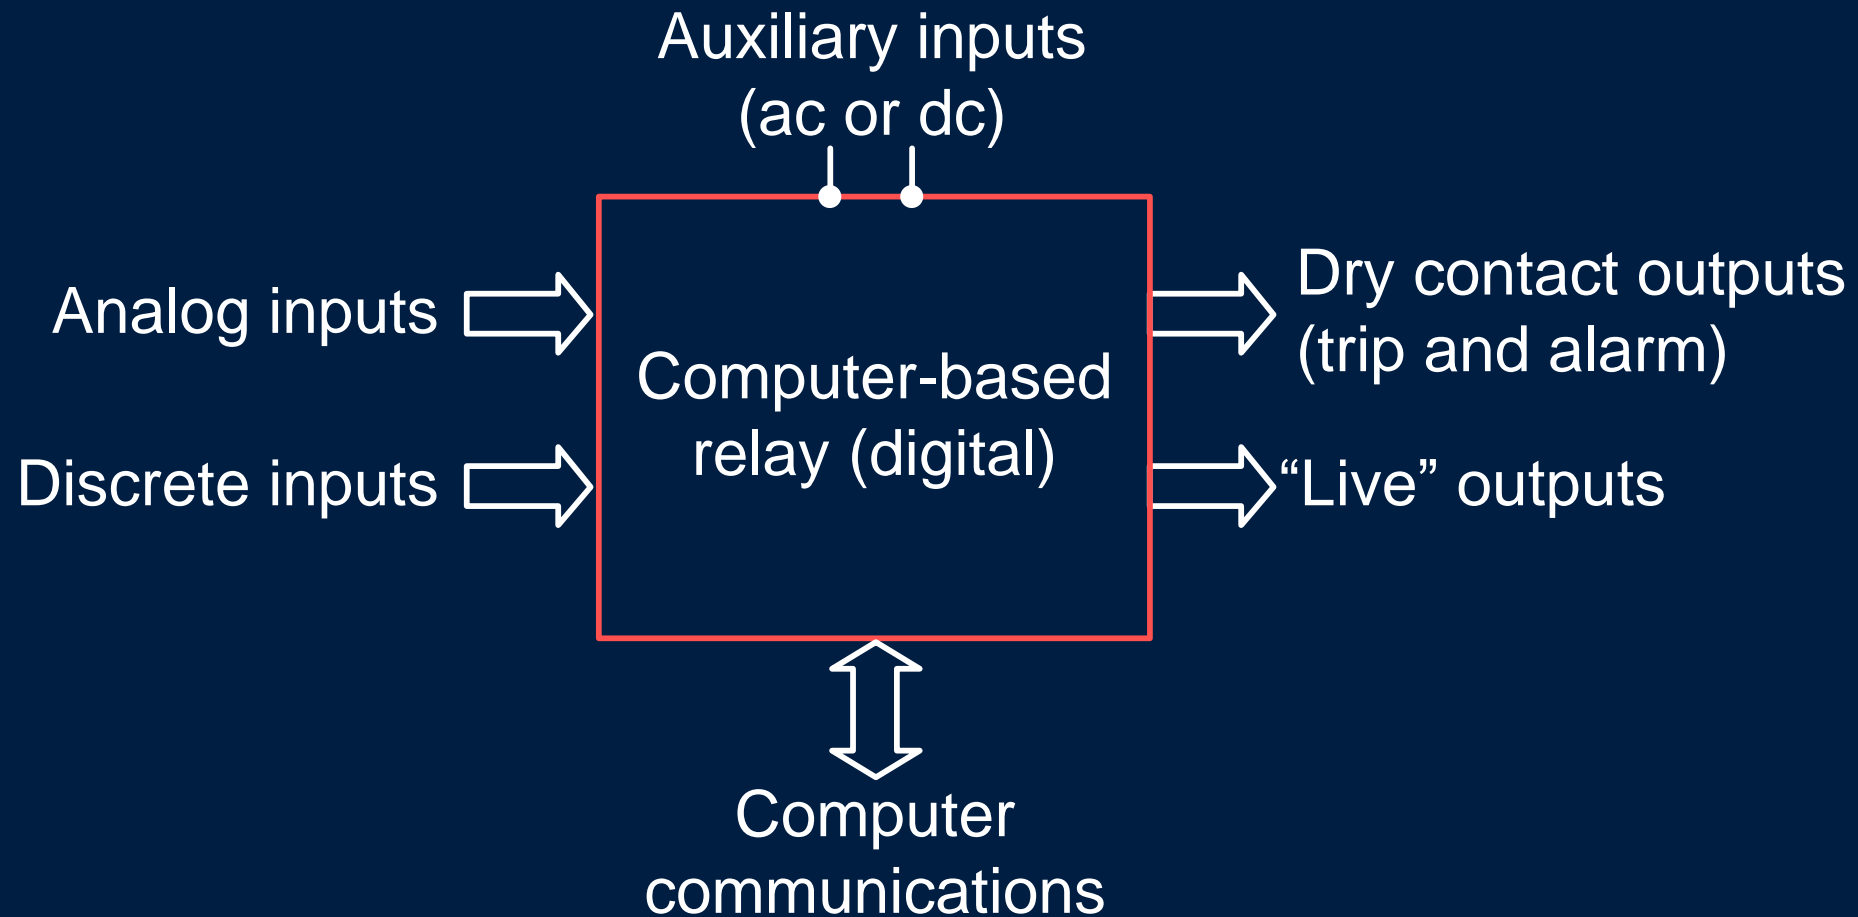 Auxiliary inputs
(ac or dc)
Analog inputs
Discrete inputs
Computer-based
relay (digital)
Dry contact outputs
(trip and alarm)
“Live” outputs
Computer
communications